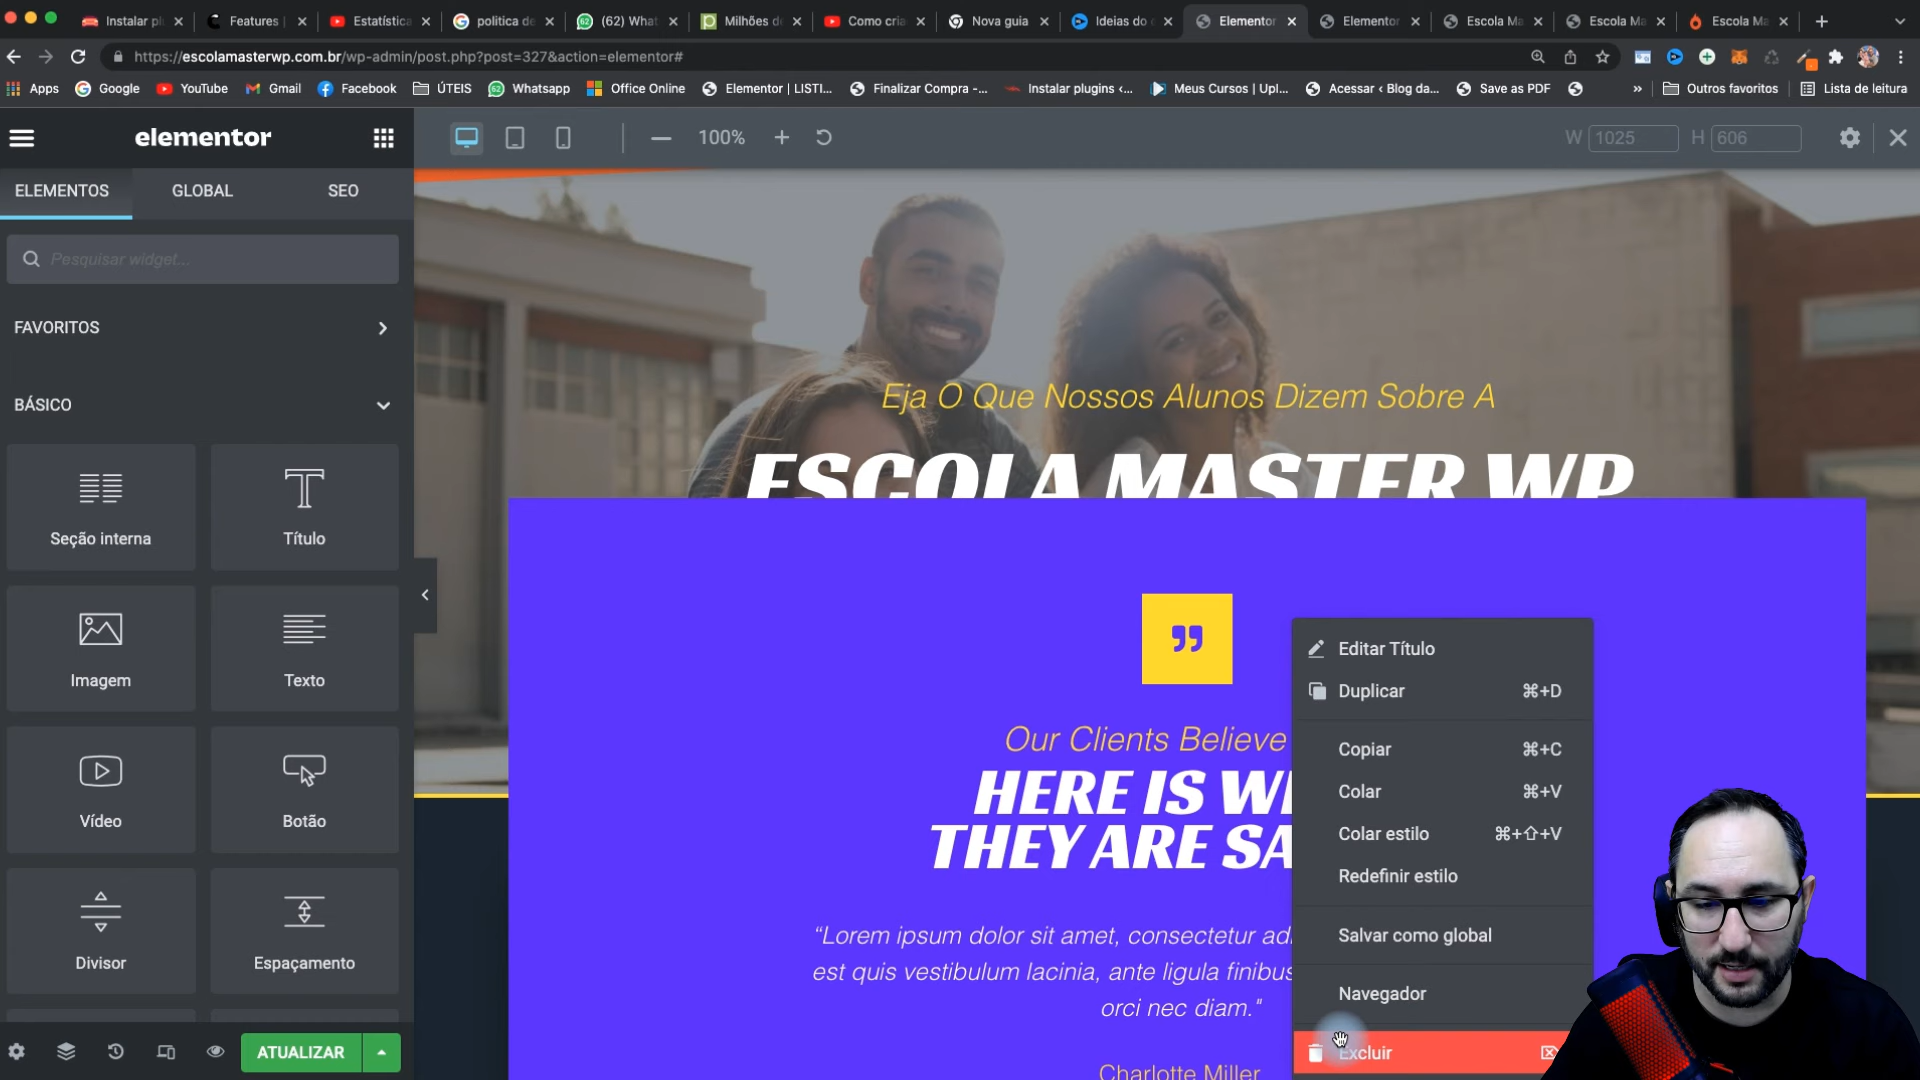 Instalar pl
Features |
Estatística
politica de
(62) What
Milhões de
Como cria
Nova guia
Ideias do c
Elementor
Elementor
Escola Ma
Escola Ma
Escola Ma
https://escolamasterwp.com.br/wp-admin/post.php?post=327&action=elementor#
Apps
Google
YouTube
Gmail
Facebook
ÚTEIS
Whatsapp
Office Online
Elementor | LISTI...
Finalizar Compra -...
Instalar plugins ‹...
Meus Cursos | Upl...
Acessar ‹ Blog da...
Save as PDF
»
Outros favoritos
Lista de leitura
elementor
100%
W 1025 H 606
ELEMENTOS
GLOBAL
SEO
Pesquisar widget...
FAVORITOS
BÁSICO
Seção interna
Título
Imagem
Texto
Vídeo
Botão
Divisor
Espaçamento
ATUALIZAR
Eja O Que Nossos Alunos Dizem Sobre A
ESCOLA MASTER WP
Our Clients Believe
HERE IS WH
THEY ARE SA
“Lorem ipsum dolor sit amet, consectetur adi
est quis vestibulum lacinia, ante ligula finibus
orci nec diam."
Charlotte Miller
Editar Título
Duplicar ⌘+D
Copiar ⌘+C
Colar ⌘+V
Colar estilo ⌘+⇧+V
Redefinir estilo
Salvar como global
Navegador
Excluir ⌦